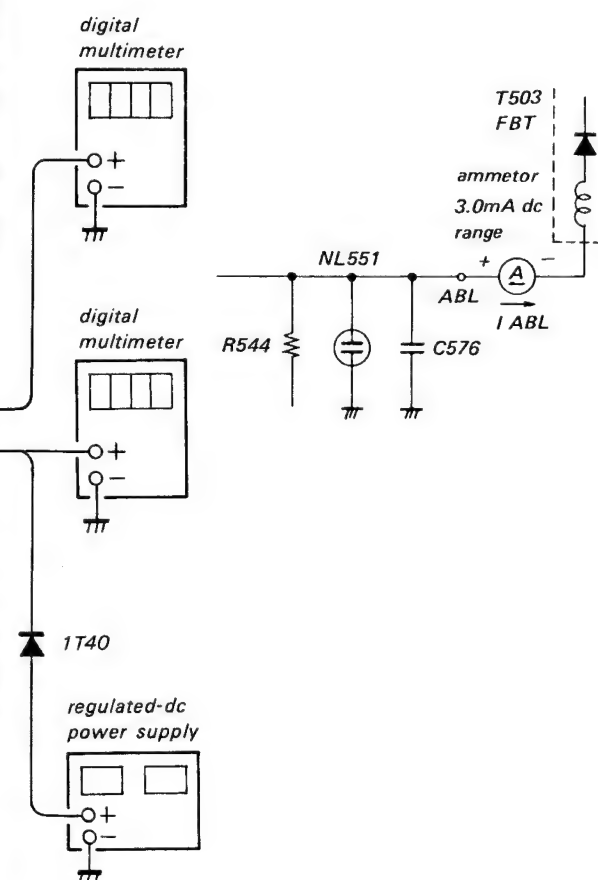 digital
multimeter
+
−
T503
FBT
ammetor
3.0mA dc
range
NL551
+
−
A
ABL
I ABL
R544
C576
digital
multimeter
+
−
1T40
regulated-dc
power supply
+
−